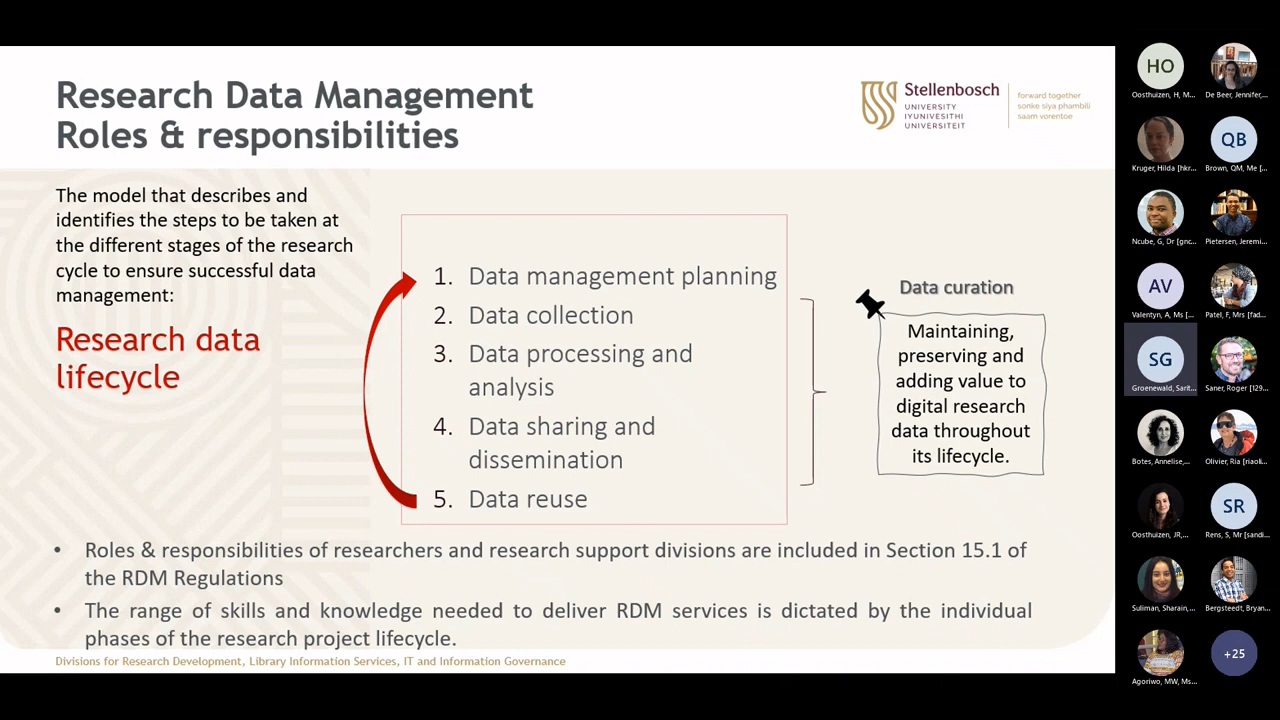 Research Data Management
Roles & responsibilities
Stellenbosch
UNIVERSITY
IYUNIVESITHI
UNIVERSITEIT
forward together
sonke siya phambili
saam vorentoe
The model that describes and
identifies the steps to be taken at
the different stages of the research
cycle to ensure successful data
management:
Research data
lifecycle
1. Data management planning
2. Data collection
3. Data processing and
analysis
4. Data sharing and
dissemination
5. Data reuse
Data curation
Maintaining,
preserving and
adding value to
digital research
data throughout
its lifecycle.
• Roles & responsibilities of researchers and research support divisions are included in Section 15.1 of
the RDM Regulations
• The range of skills and knowledge needed to deliver RDM services is dictated by the individual
phases of the research project lifecycle.
Divisions for Research Development, Library Information Services, IT and Information Governance
HO
Oosthuizen, H, M...
De Beer, Jennifer,...
Kruger, Hilda [hkr...
QB
Brown, QM, Me [...
Ncube, G, Dr [gnc...
Pietersen, Jeremi...
AV
Valentyn, A, Ms [...
Patel, F, Mrs [fad...
SG
Groenewald, Sarit...
Saner, Roger [129...
Botes, Annelise,...
Olivier, Ria [riaoli...
Oosthuizen, JR,...
SR
Rens, S, Mr [sandi...
Suliman, Sharain,...
Bergsteedt, Bryan...
Agoriwo, MW, Ms...
+25